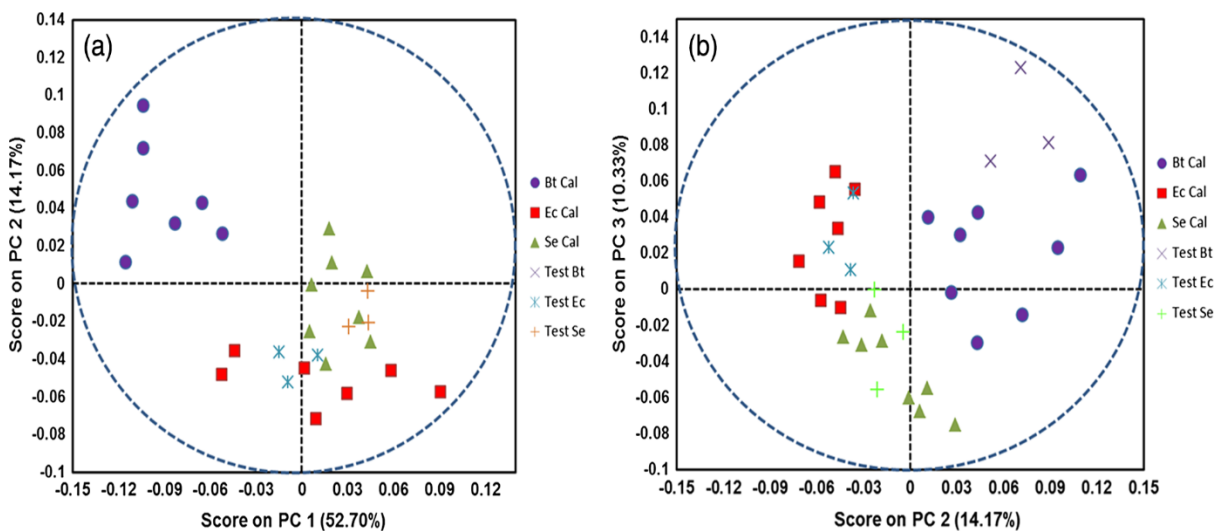 (a)
Score on PC 2 (14.17%)
0.14
0.12
0.1
0.08
0.06
0.04
0.02
0
-0.02
-0.04
-0.06
-0.08
-0.1
-0.15 -0.12 -0.09 -0.06 -0.03 0 0.03 0.06 0.09 0.12
Score on PC 1 (52.70%)
Bt Cal
Ec Cal
Se Cal
Test Bt
Test Ec
Test Se
(b)
Score on PC 3 (10.33%)
0.14
0.12
0.1
0.08
0.06
0.04
0.02
0
-0.02
-0.04
-0.06
-0.08
-0.1
-0.15 -0.12 -0.09 -0.06 -0.03 0 0.03 0.06 0.09 0.12 0.15
Score on PC 2 (14.17%)
Bt Cal
Ec Cal
Se Cal
Test Bt
Test Ec
Test Se